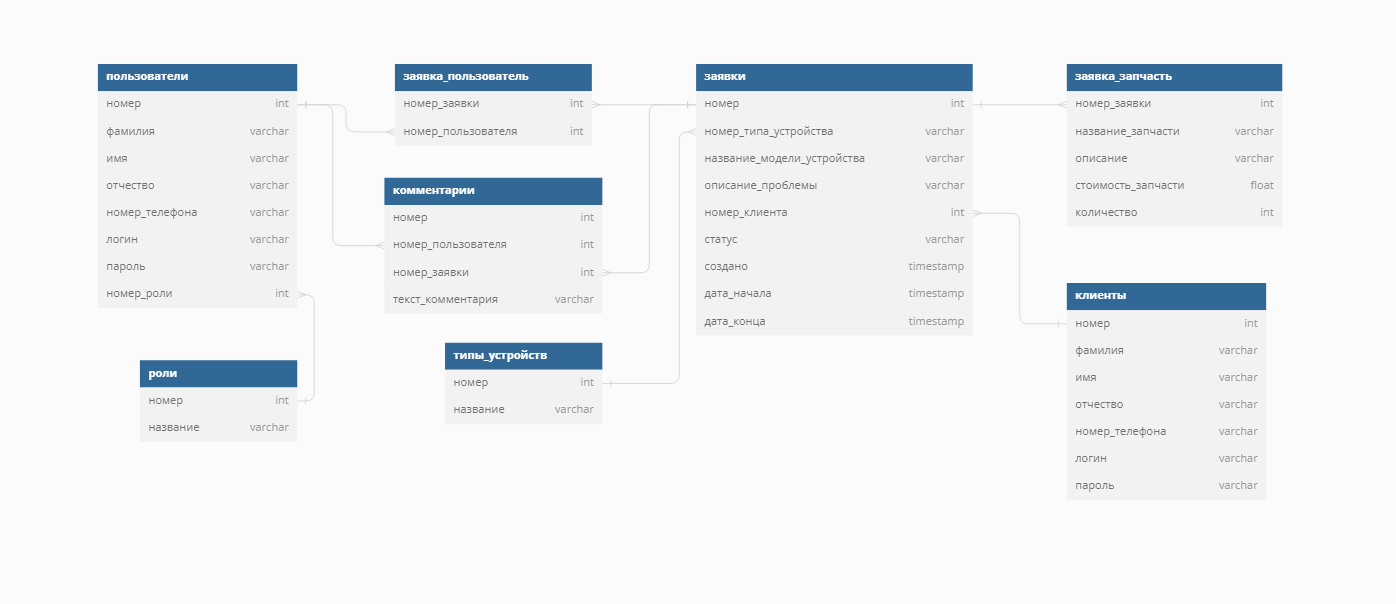 пользователи
номер int
фамилия varchar
имя varchar
отчество varchar
номер_телефона varchar
логин varchar
пароль varchar
номер_роли int
роли
номер int
название varchar
заявка_пользователь
номер_заявки int
номер_пользователя int
комментарии
номер int
номер_пользователя int
номер_заявки int
текст_комментария varchar
типы_устройств
номер int
название varchar
заявки
номер int
номер_типа_устройства varchar
название_модели_устройства varchar
описание_проблемы varchar
номер_клиента int
статус varchar
создано timestamp
дата_начала timestamp
дата_конца timestamp
заявка_запчасть
номер_заявки int
название_запчасти varchar
описание varchar
стоимость_запчасти float
количество int
клиенты
номер int
фамилия varchar
имя varchar
отчество varchar
номер_телефона varchar
логин varchar
пароль varchar